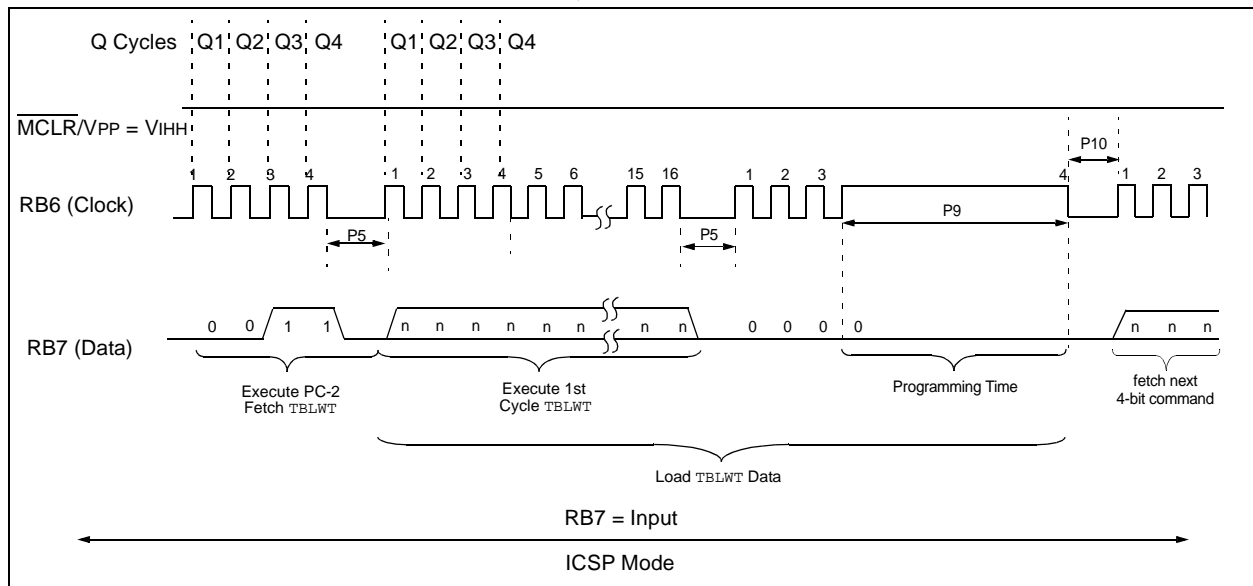 Q Cycles Q1 Q2 Q3 Q4 Q1 Q2 Q3 Q4
MCLR/VPP = VIHH
P10
1 2 3 4 1 2 3 4 5 6 15 16 1 2 3 4 1 2 3
RB6 (Clock)
P9
P5 P5
0 0 1 1 n n n n n n n n 0 0 0 0 n n n
RB7 (Data)
Execute PC-2
Fetch TBLWT
Execute 1st
Cycle TBLWT
Programming Time
fetch next
4-bit command
Load TBLWT Data
RB7 = Input
ICSP Mode